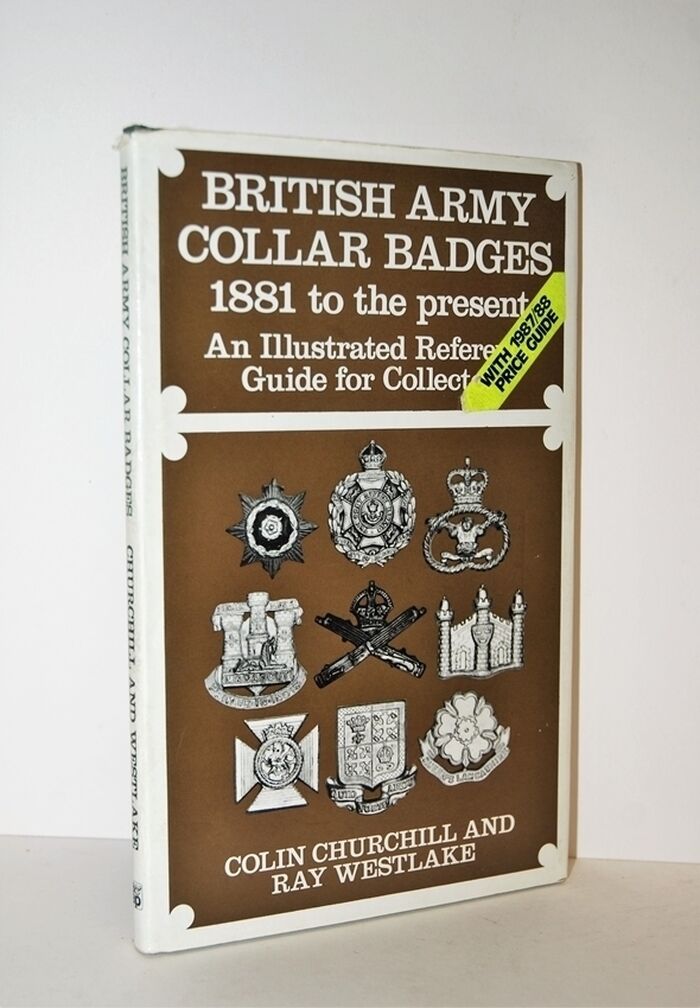 BRITISH ARMY
COLLAR BADGES
1881 to the present
An Illustrated Refere
Guide for Collect
WITH 1987/88
PRICE GUIDE
COLIN CHURCHILL AND
RAY WESTLAKE
BRITISH ARMY COLLAR BADGES CHURCHILL AND WESTLAKE